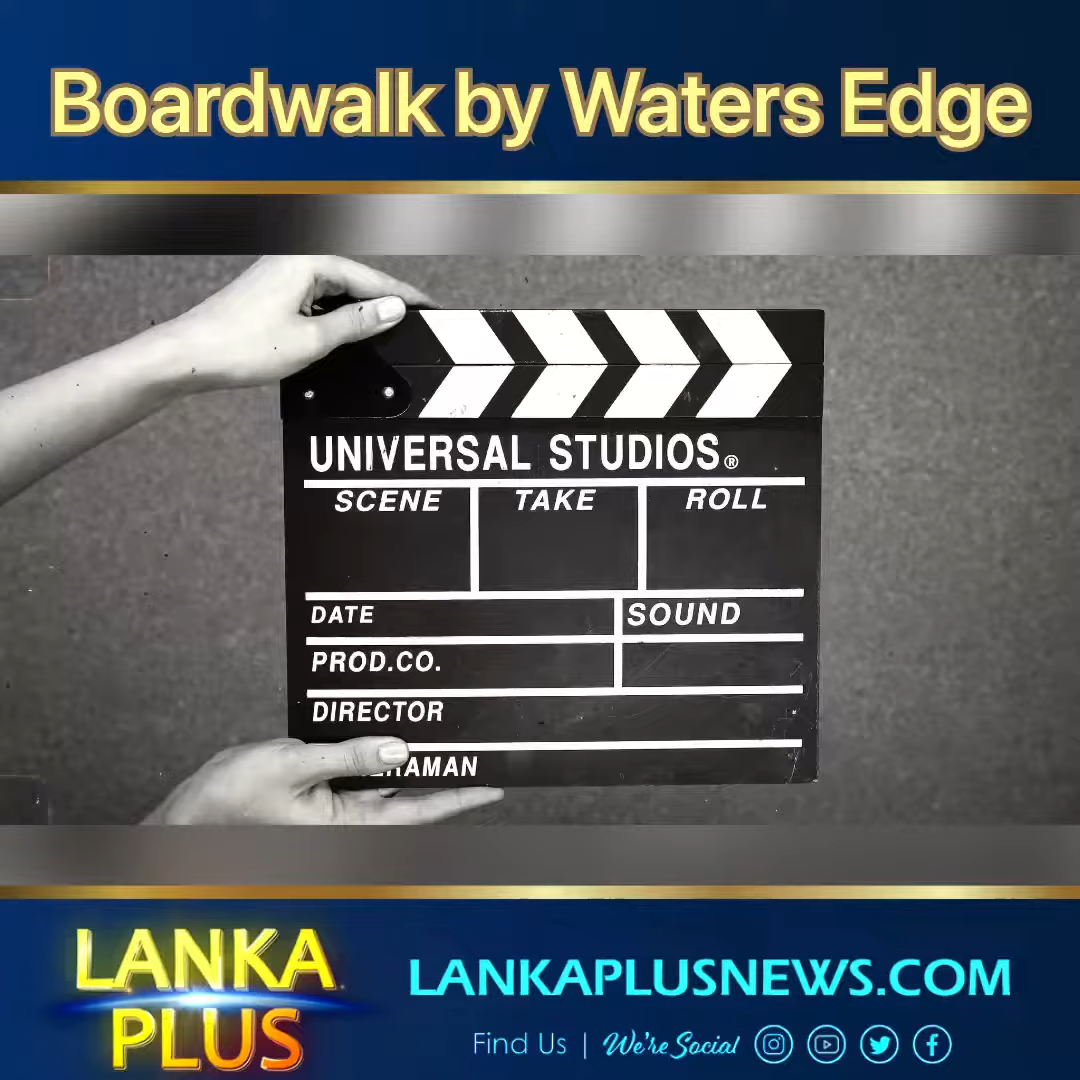 Boardwalk by Waters Edge
UNIVERSAL STUDIOS®
SCENE TAKE ROLL
DATE SOUND
PROD.CO.
DIRECTOR
ERAMAN
LANKA
PLUS
LANKAPLUSNEWS.COM
Find Us | We're Social